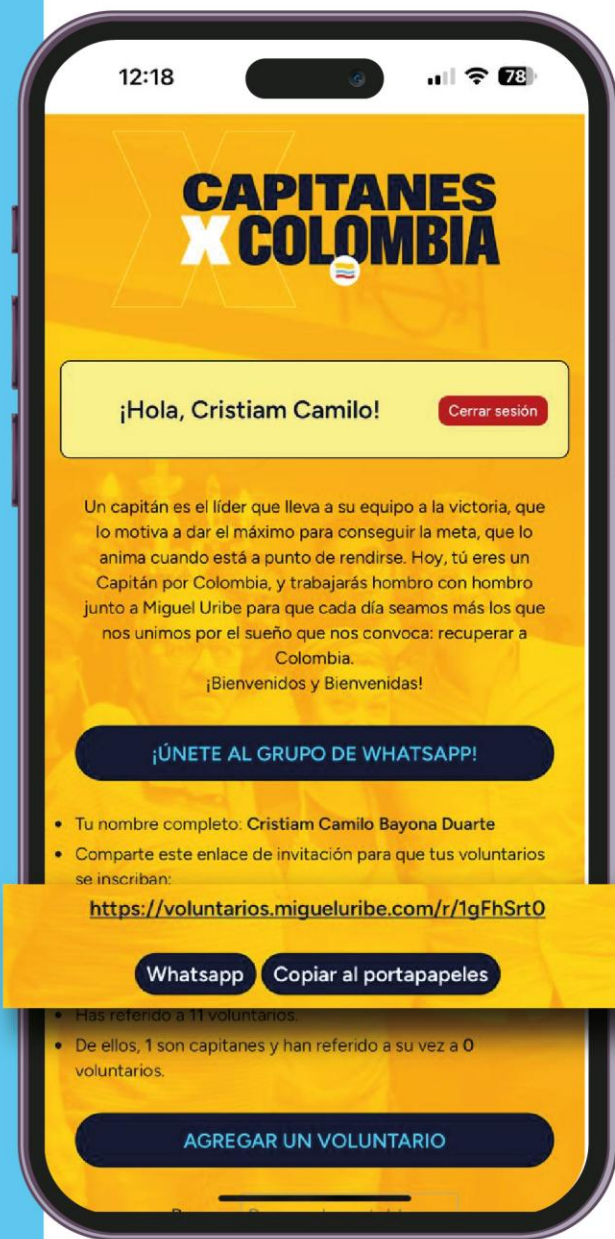 12:18
78
CAPITANES
X COLOMBIA
¡Hola, Cristiam Camilo!
Cerrar sesión
Un capitán es el líder que lleva a su equipo a la victoria, que
lo motiva a dar el máximo para conseguir la meta, que lo
anima cuando está a punto de rendirse. Hoy, tú eres un
Capitán por Colombia, y trabajarás hombro con hombro
junto a Miguel Uribe para que cada día seamos más los que
nos unimos por el sueño que nos convoca: recuperar a
Colombia.
¡Bienvenidos y Bienvenidas!
¡ÚNETE AL GRUPO DE WHATSAPP!
• Tu nombre completo: Cristiam Camilo Bayona Duarte
• Comparte este enlace de invitación para que tus voluntarios
se inscriban:
https://voluntarios.migueluribe.com/r/1gFhSrt0
Whatsapp
Copiar al portapapeles
• Has referido a 11 voluntarios.
• De ellos, 1 son capitanes y han referido a su vez a 0
voluntarios.
AGREGAR UN VOLUNTARIO